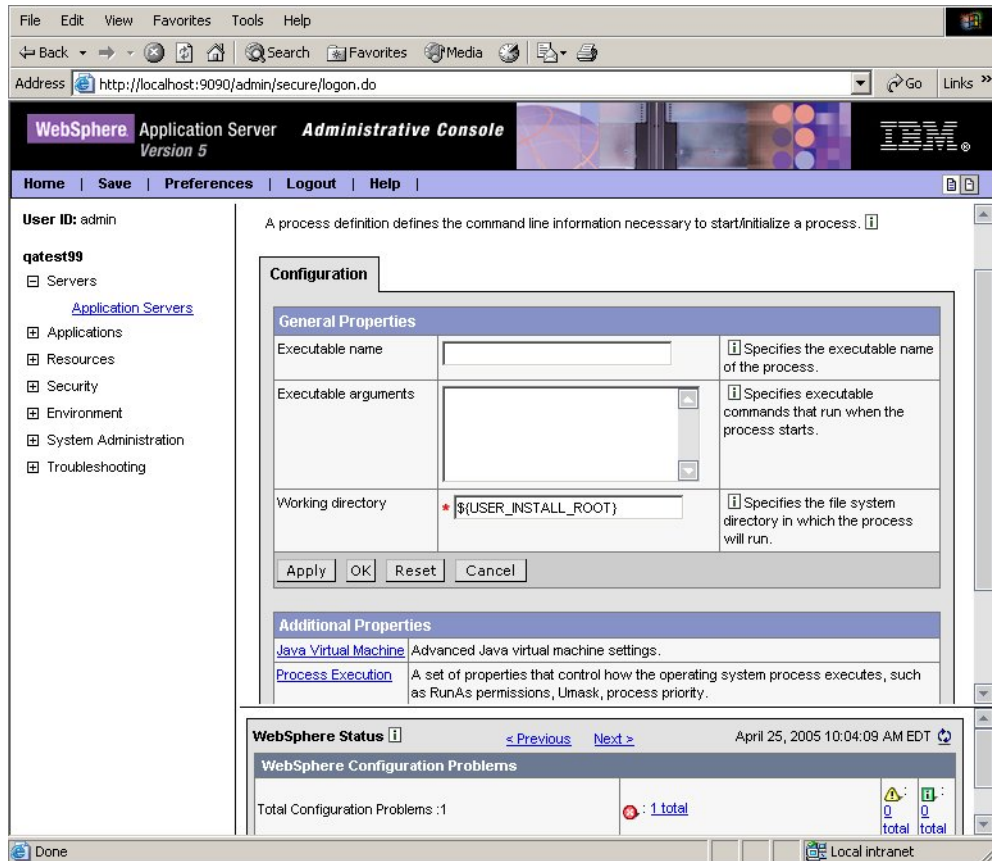 File Edit View Favorites Tools Help
Back Search Favorites Media
Address http://localhost:9090/admin/secure/logon.do Go Links »
WebSphere Application Server Administrative Console
Version 5
IBM®
Home | Save | Preferences | Logout | Help |
User ID: admin
qatest99
Servers
Application Servers
Applications
Resources
Security
Environment
System Administration
Troubleshooting
A process definition defines the command line information necessary to start/initialize a process. i
Configuration
General Properties
Executable name
i Specifies the executable name
of the process.
Executable arguments
i Specifies executable
commands that run when the
process starts.
Working directory
* ${USER_INSTALL_ROOT}
i Specifies the file system
directory in which the process
will run.
Apply OK Reset Cancel
Additional Properties
Java Virtual Machine Advanced Java virtual machine settings.
Process Execution A set of properties that control how the operating system process executes, such
as RunAs permissions, Umask, process priority.
WebSphere Status i < Previous Next > April 25, 2005 10:04:09 AM EDT
WebSphere Configuration Problems
Total Configuration Problems :1
: 1 total
: 0 total
: 0 total
Done
Local intranet